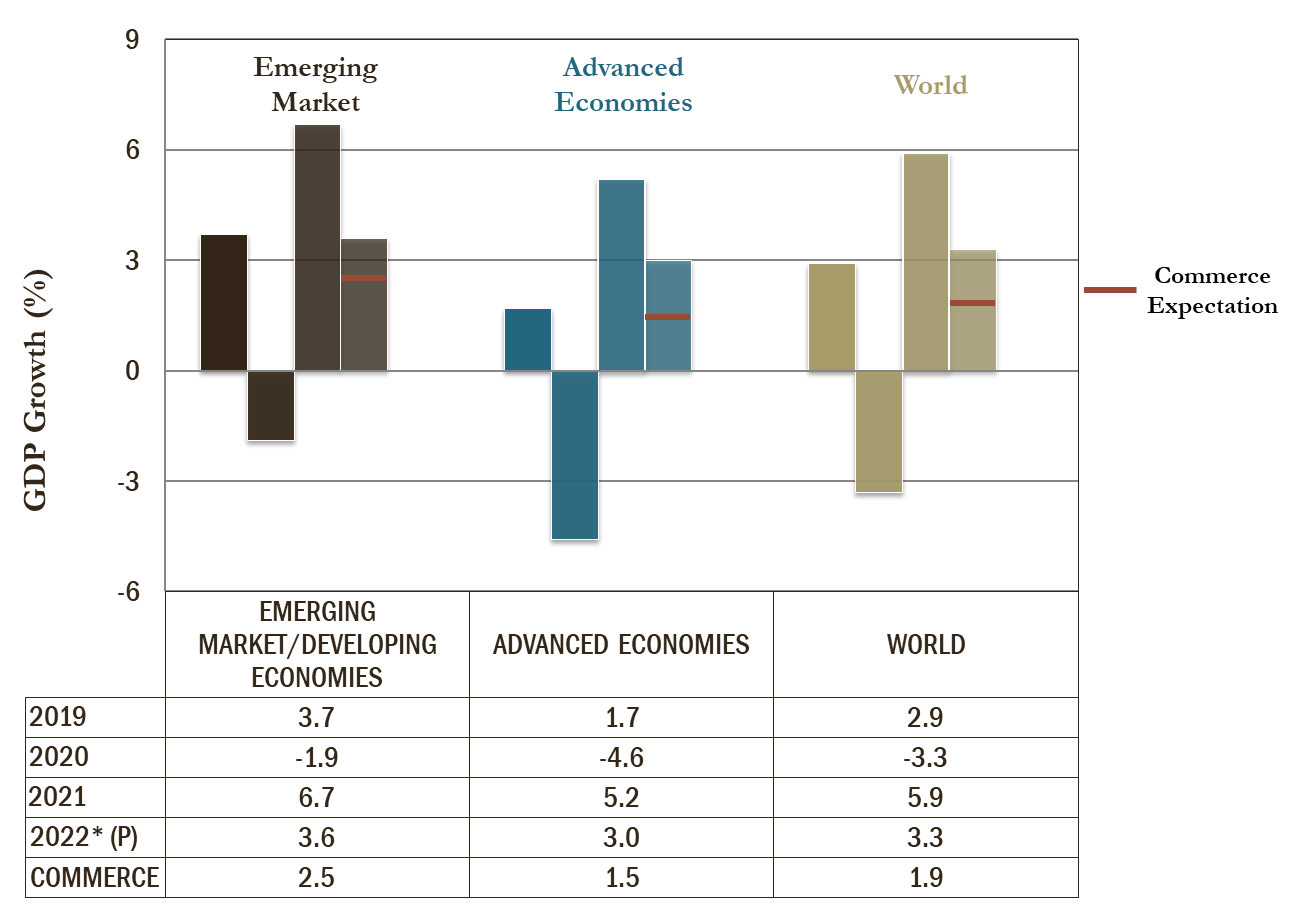 9
Emerging
Market
Advanced
Economies
World
6
3
0
-3
-6
GDP Growth (%)
Commerce
Expectation
EMERGING
MARKET/DEVELOPING
ECONOMIES
ADVANCED ECONOMIES
WORLD
2019 3.7 1.7 2.9
2020 -1.9 -4.6 -3.3
2021 6.7 5.2 5.9
2022* (P) 3.6 3.0 3.3
COMMERCE 2.5 1.5 1.9